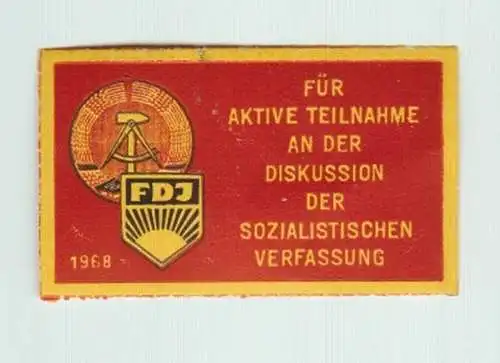 FÜR
AKTIVE TEILNAHME
AN DER
DISKUSSION
DER
SOZIALISTISCHEN
VERFASSUNG
FDJ
1968